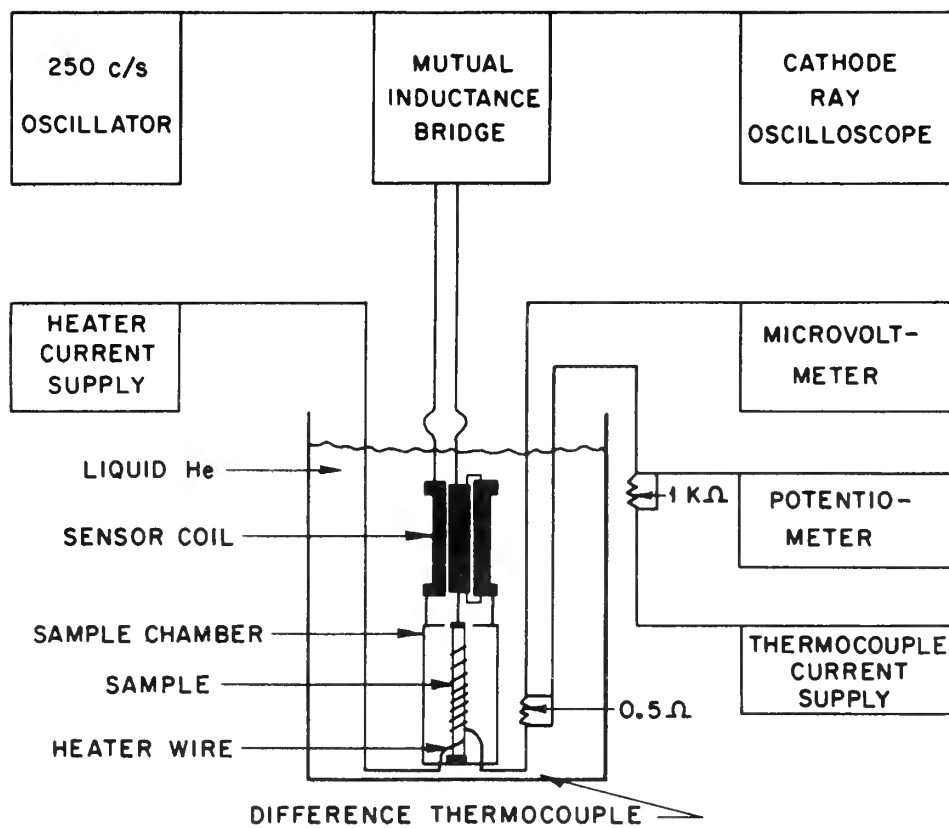 250 c/s
OSCILLATOR
MUTUAL
INDUCTANCE
BRIDGE
CATHODE
RAY
OSCILLOSCOPE
HEATER
CURRENT
SUPPLY
MICROVOLT-
METER
LIQUID He
1 KΩ
POTENTIO-
METER
SENSOR COIL
SAMPLE CHAMBER
THERMOCOUPLE
CURRENT
SUPPLY
SAMPLE
0.5Ω
HEATER WIRE
DIFFERENCE THERMOCOUPLE